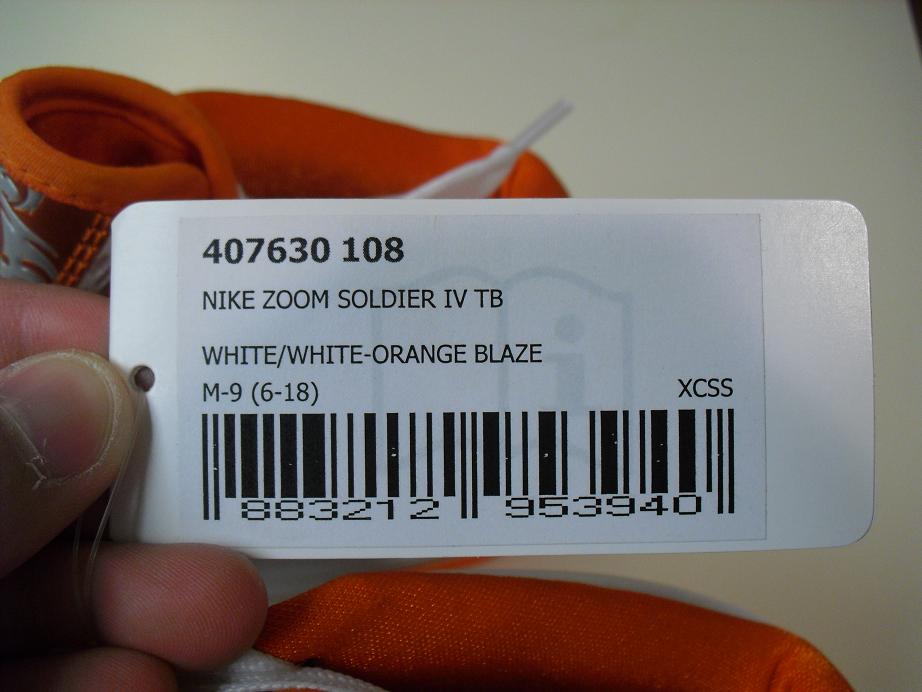 407630 108
NIKE ZOOM SOLDIER IV TB
WHITE/WHITE-ORANGE BLAZE
M-9 (6-18) XCSS
883212 953940